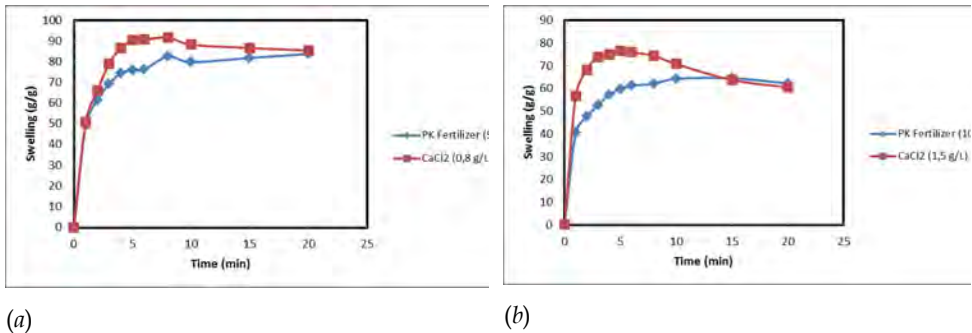 100
90
80
70
60
50
40
30
20
10
0
Swelling (g/g)
0 5 10 15 20 25
Time (min)
PK Fertilizer (5
CaCl2 (0,8 g/L)
(a)
90
80
70
60
50
40
30
20
10
0
Swelling (g/g)
0 5 10 15 20 25
Time (min)
PK Fertilizer (10
CaCl2 (1,5 g/L)
(b)